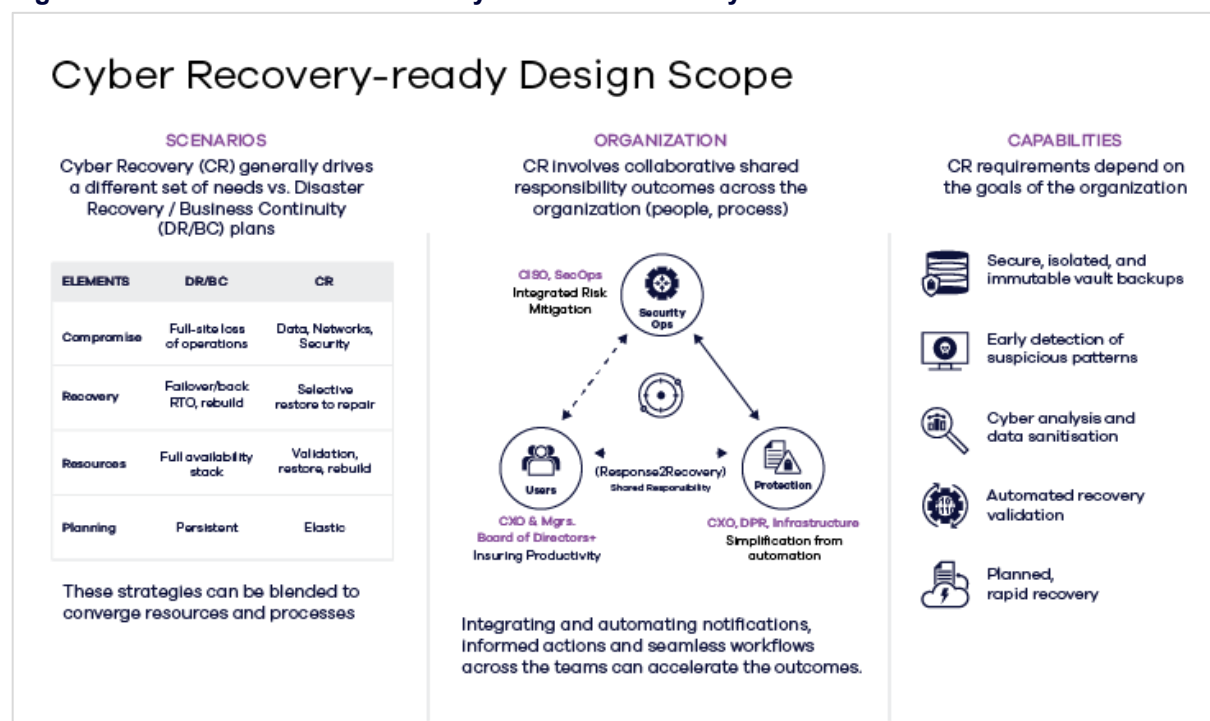 Cyber Recovery-ready Design Scope
SCENARIOS
Cyber Recovery (CR) generally drives
a different set of needs vs. Disaster
Recovery / Business Continuity
(DR/BC) plans
ELEMENTS DR/BC CR
Compromise Full-site loss of operations Data, Networks, Security
Recovery Failover/back RTO, rebuild Selective restore to repair
Resources Full availability stack Validation, restore, rebuild
Planning Persistent Elastic
These strategies can be blended to
converge resources and processes
ORGANIZATION
CR involves collaborative shared
responsibility outcomes across the
organization (people, process)
CISO, SecOps
Integrated Risk
Mitigation
Security
Ops
Users
(Response2Recovery)
Shared Responsibility
Protection
CXO & Mgrs.
Board of Directors+
Insuring Productivity
CXO, DPR, Infrastructure
Simplification from
automation
Integrating and automating notifications,
informed actions and seamless workflows
across the teams can accelerate the outcomes.
CAPABILITIES
CR requirements depend on
the goals of the organization
Secure, isolated, and
immutable vault backups
Early detection of
suspicious patterns
Cyber analysis and
data sanitisation
Automated recovery
validation
Planned,
rapid recovery